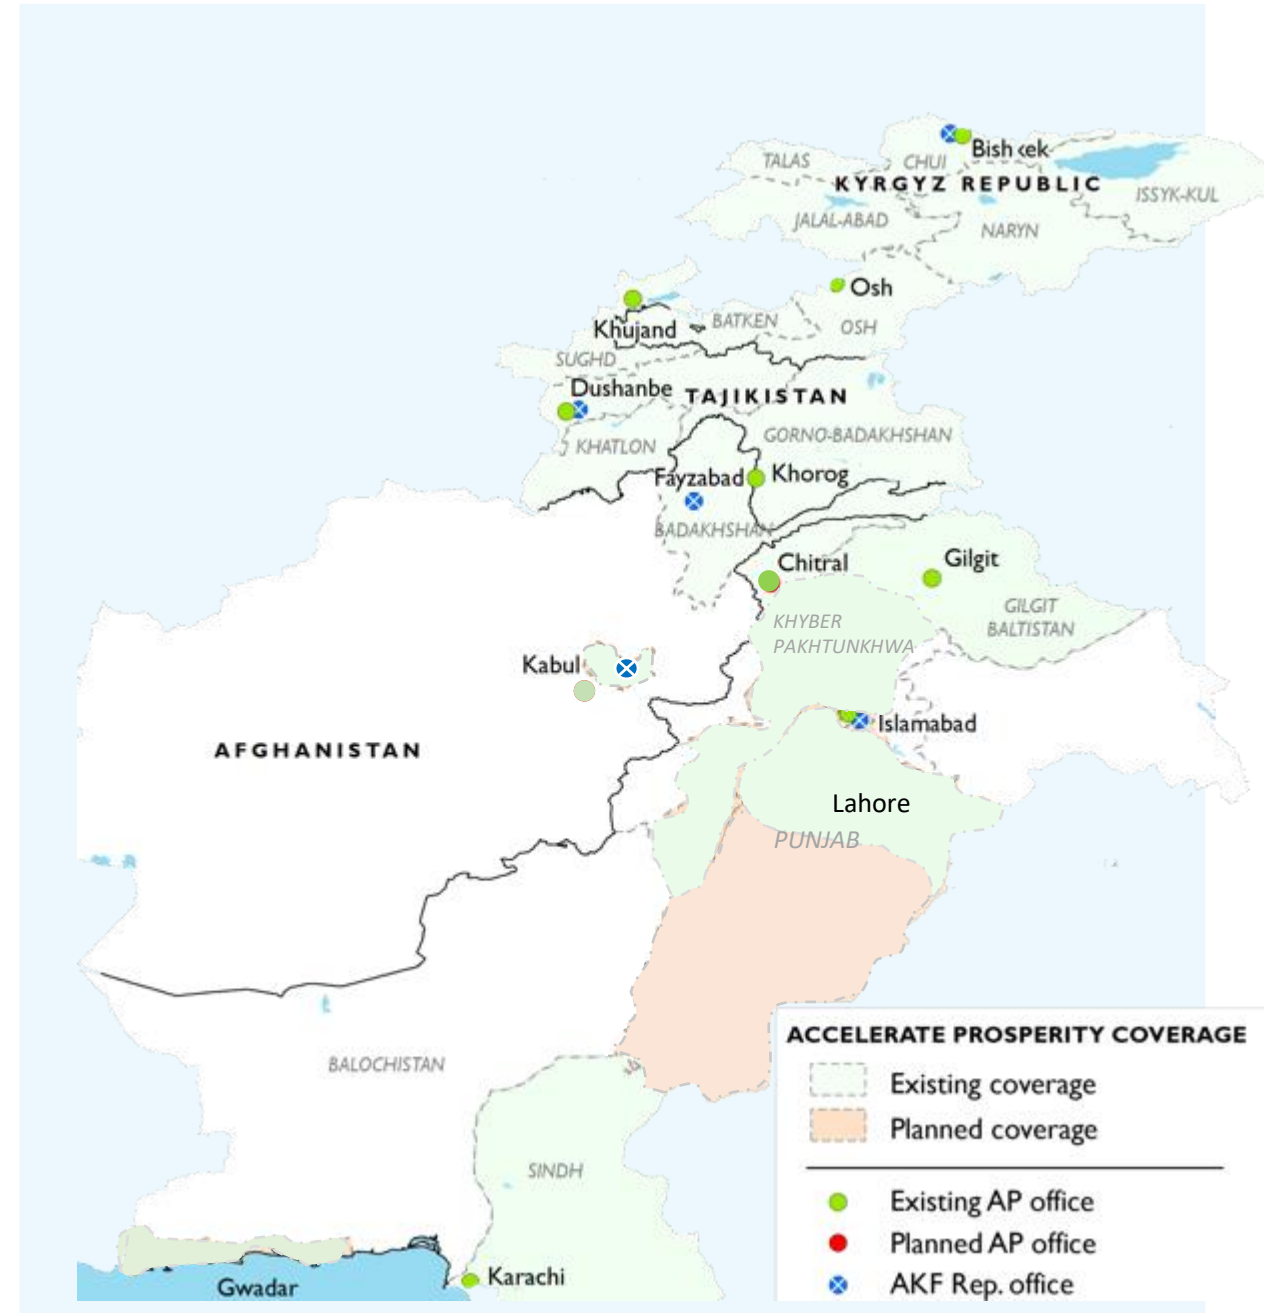 TALAS
CHUI
Bish‹ek
KYRGYZ REPUBLIC
ISSYK-KUL
JALAL-ABAD
NARYN
Osh
Khujand
BATKEN
OSH
SUGHD
Dushanbe
TAJIKISTAN
KHATLON
GORNO-BADAKHSHAN
Fayzabad
Khorog
BADAKHSHAN
Chitral
Gilgit
GILGIT
BALTISTAN
KHYBER
PAKHTUNKHWA
Kabul
Islamabad
AFGHANISTAN
Lahore
PUNJAB
BALOCHISTAN
SINDH
Gwadar
Karachi
ACCELERATE PROSPERITY COVERAGE
Existing coverage
Planned coverage
Existing AP office
Planned AP office
AKF Rep. office